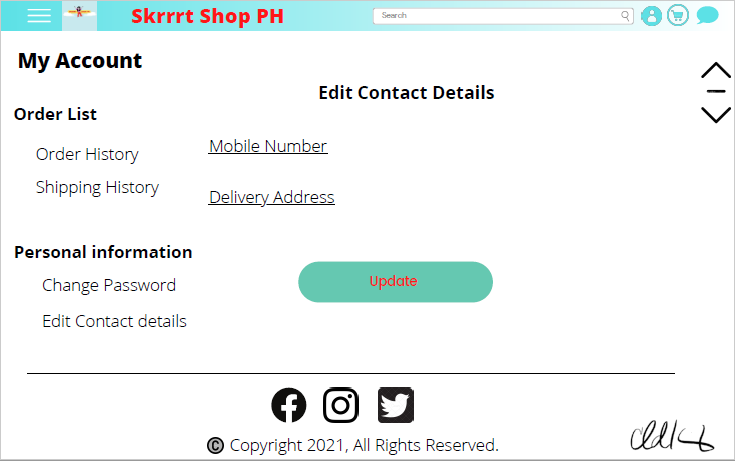 Skrrrt Shop PH
Search
My Account
Edit Contact Details
Order List
Mobile Number
Order History
Shipping History
Delivery Address
Personal information
Change Password
Update
Edit Contact details
© Copyright 2021, All Rights Reserved.